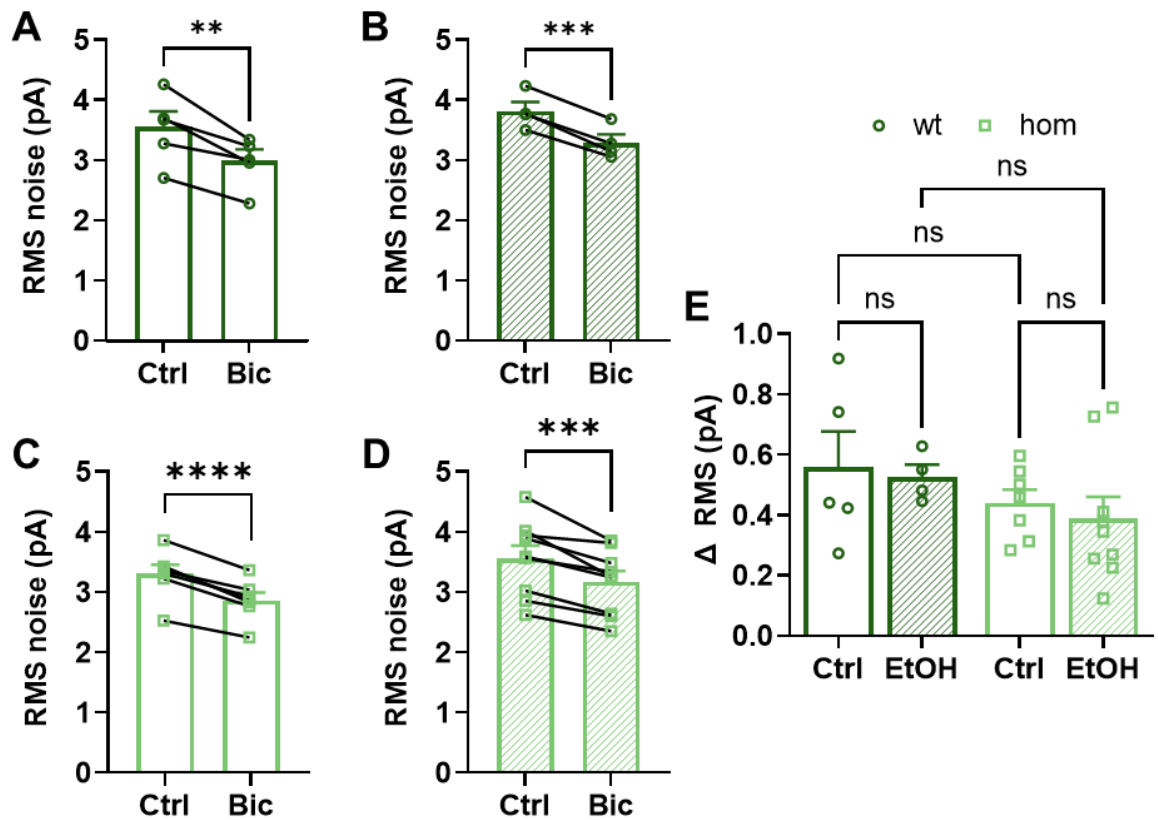 A
**
RMS noise (pA)
5
4
3
2
1
0
Ctrl Bic
B
***
RMS noise (pA)
5
4
3
2
1
0
Ctrl Bic
C
****
RMS noise (pA)
5
4
3
2
1
0
Ctrl Bic
D
***
RMS noise (pA)
5
4
3
2
1
0
Ctrl Bic
wt hom
ns
ns
ns ns
E
Δ RMS (pA)
1.0
0.8
0.6
0.4
0.2
0.0
Ctrl EtOH Ctrl EtOH